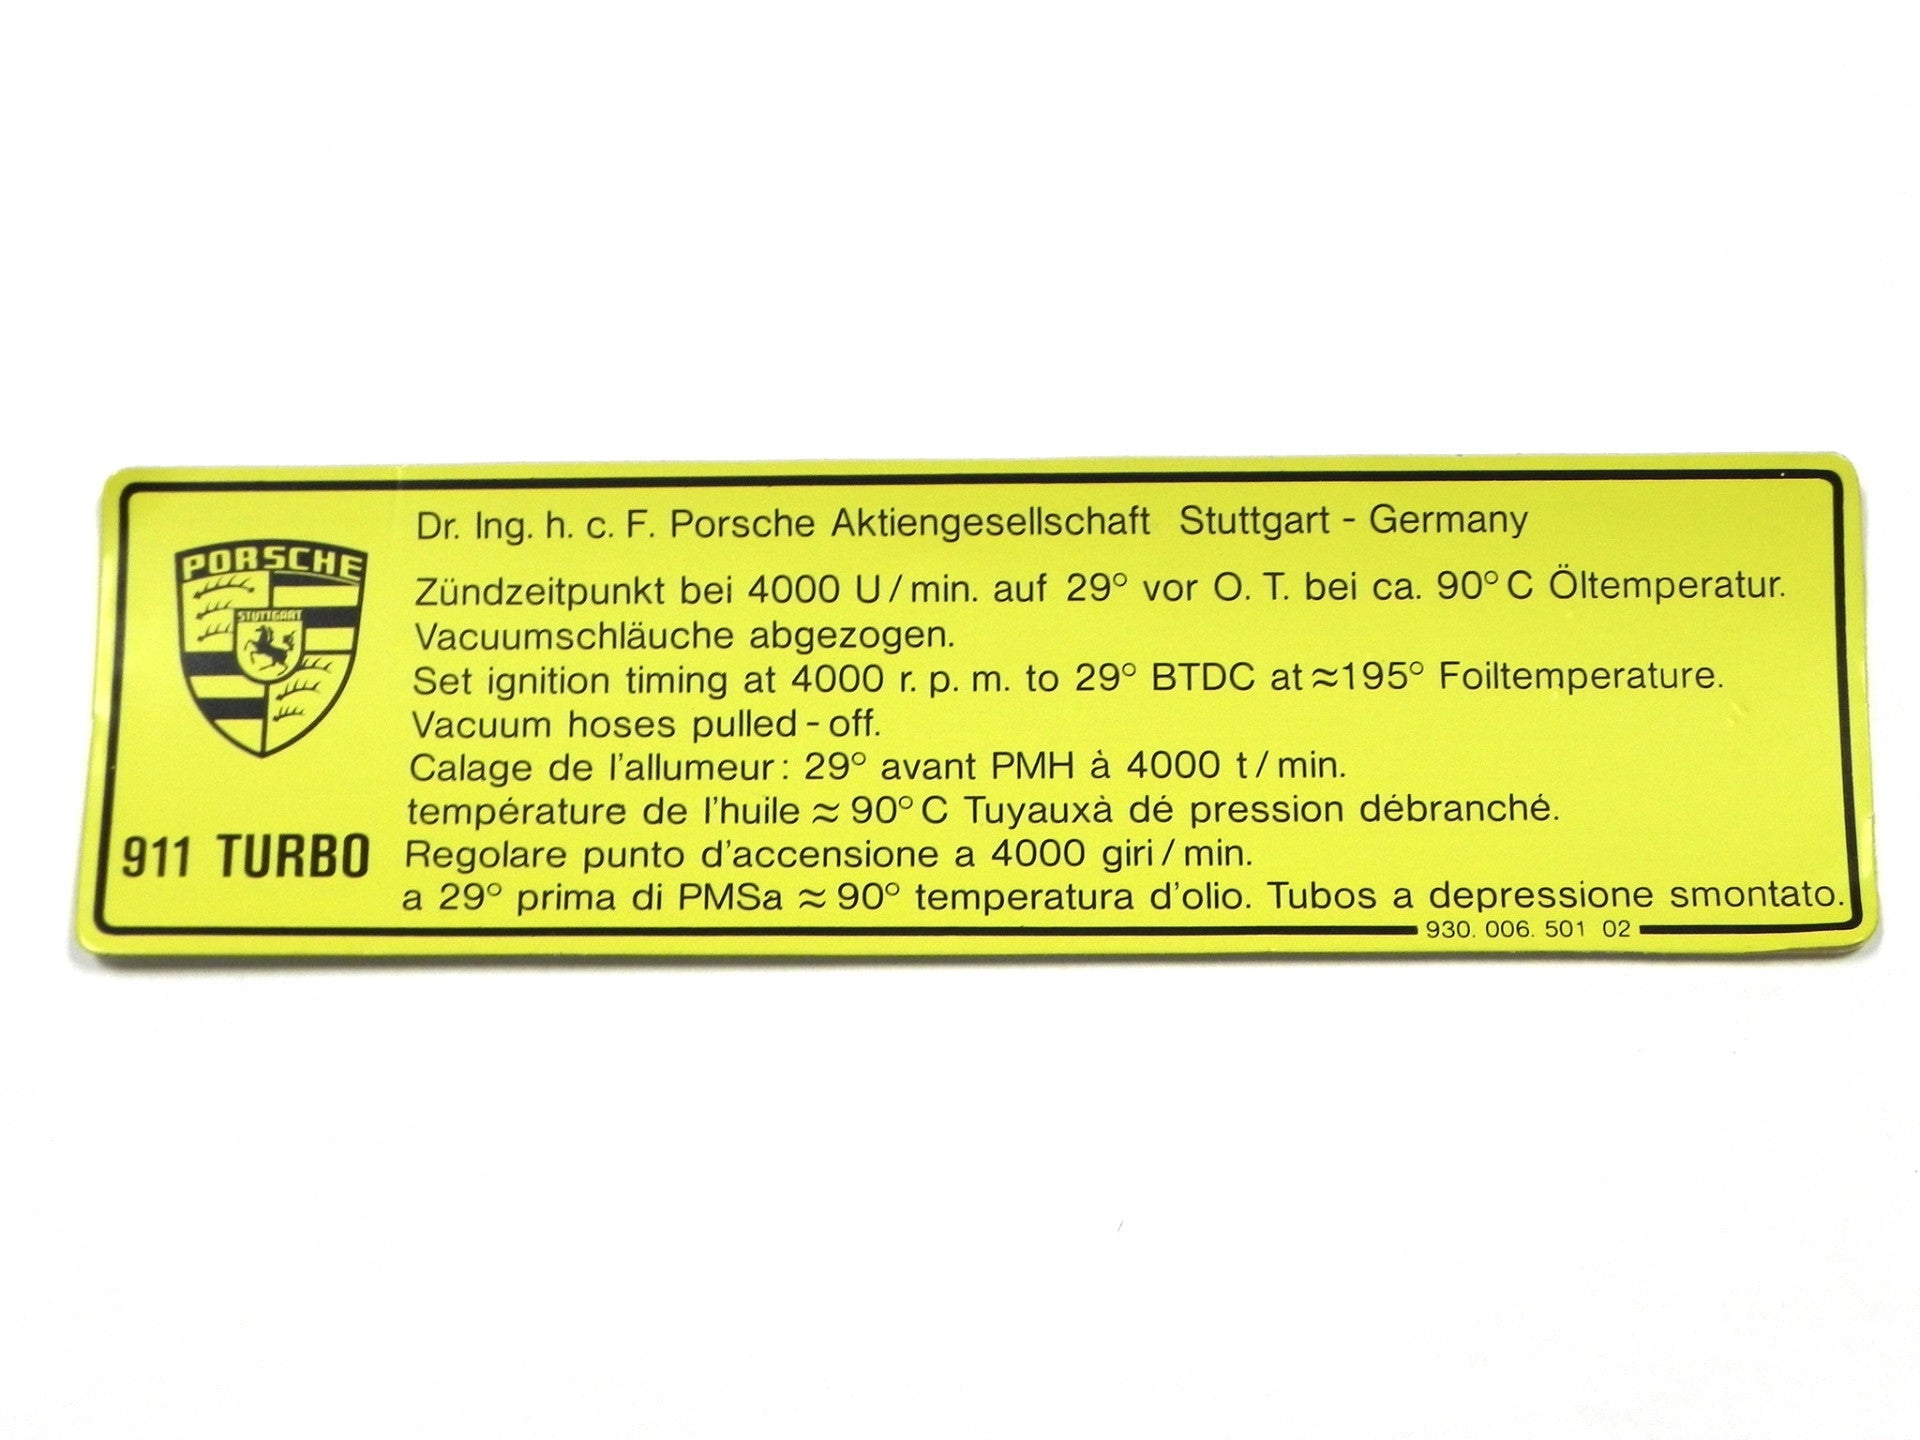 Dr. Ing. h. c. F. Porsche Aktiengesellschaft Stuttgart - Germany
PORSCHE
STUTTGART
Zündzeitpunkt bei 4000 U/min. auf 29° vor O. T. bei ca. 90° C Öltemperatur.
Vacuumschläuche abgezogen.
Set ignition timing at 4000 r. p. m. to 29° BTDC at ≈195° Foiltemperature.
Vacuum hoses pulled-off.
Calage de l'allumeur: 29° avant PMH à 4000 t/min.
température de l'huile ≈ 90° C Tuyauxà dé pression débranché.
911 TURBO
Regolare punto d'accensione a 4000 giri/min.
a 29° prima di PMSa ≈ 90° temperatura d'olio. Tubos a depressione smontato.
930. 006. 501 02